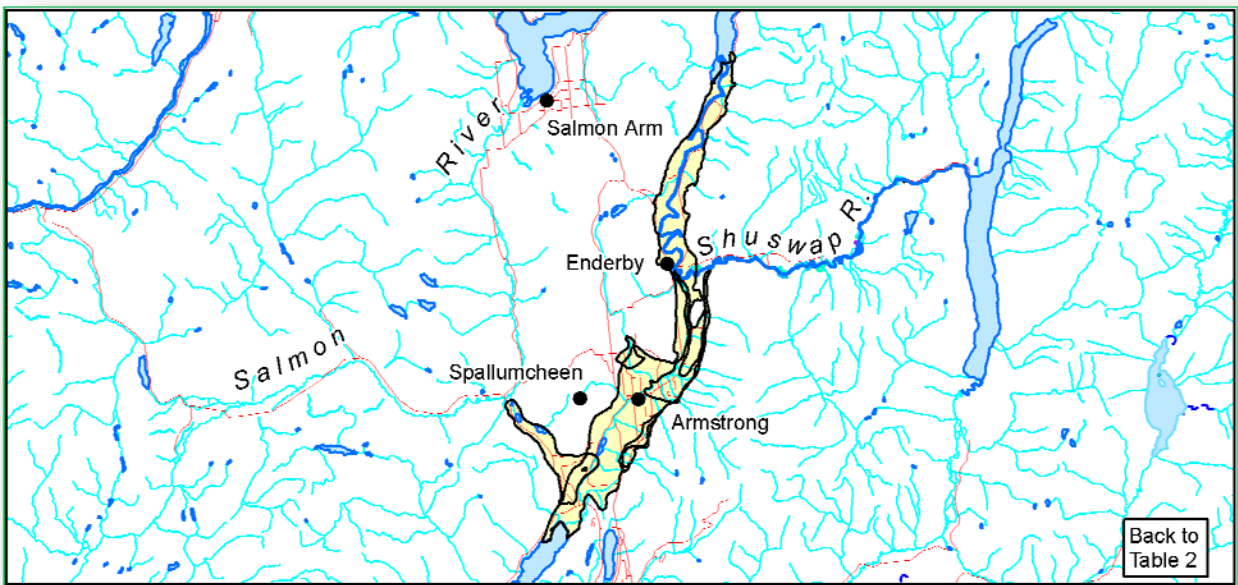 Salmon Arm
River
Enderby
Shuswap R.
Salmon
Spallumcheen
Armstrong
Back to
Table 2